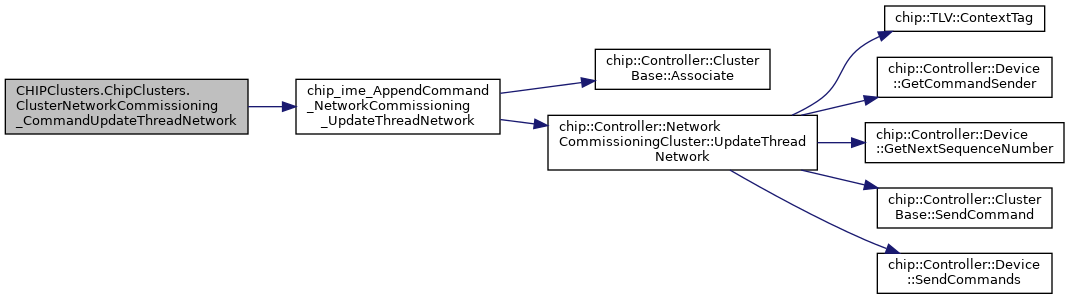 CHIPClusters.ChipClusters.
ClusterNetworkCommissioning
_CommandUpdateThreadNetwork
chip_ime_AppendCommand
_NetworkCommissioning
_UpdateThreadNetwork
chip::Controller::Cluster
Base::Associate
chip::Controller::Network
CommissioningCluster::UpdateThread
Network
chip::TLV::ContextTag
chip::Controller::Device
::GetCommandSender
chip::Controller::Device
::GetNextSequenceNumber
chip::Controller::Cluster
Base::SendCommand
chip::Controller::Device
::SendCommands